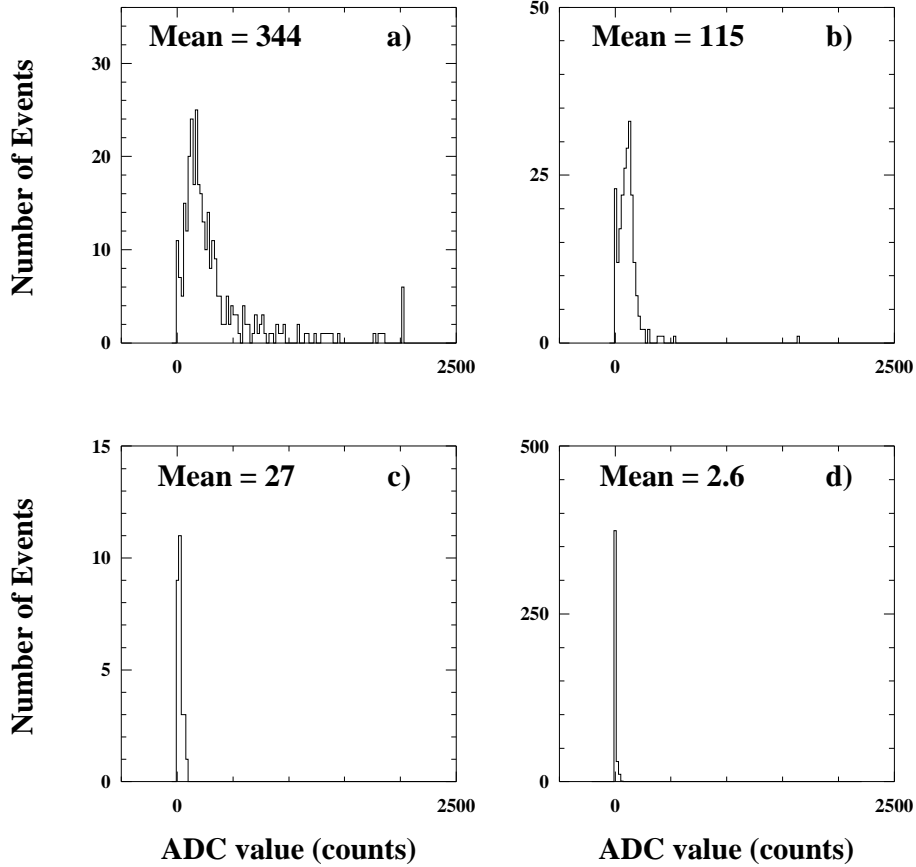 Mean = 344 a)
30
20
10
0
0 2500
Number of Events
Mean = 115 b)
50
25
0
0 2500
Mean = 27 c)
15
10
5
0
0 2500
Number of Events
ADC value (counts)
Mean = 2.6 d)
500
250
0
0 2500
ADC value (counts)